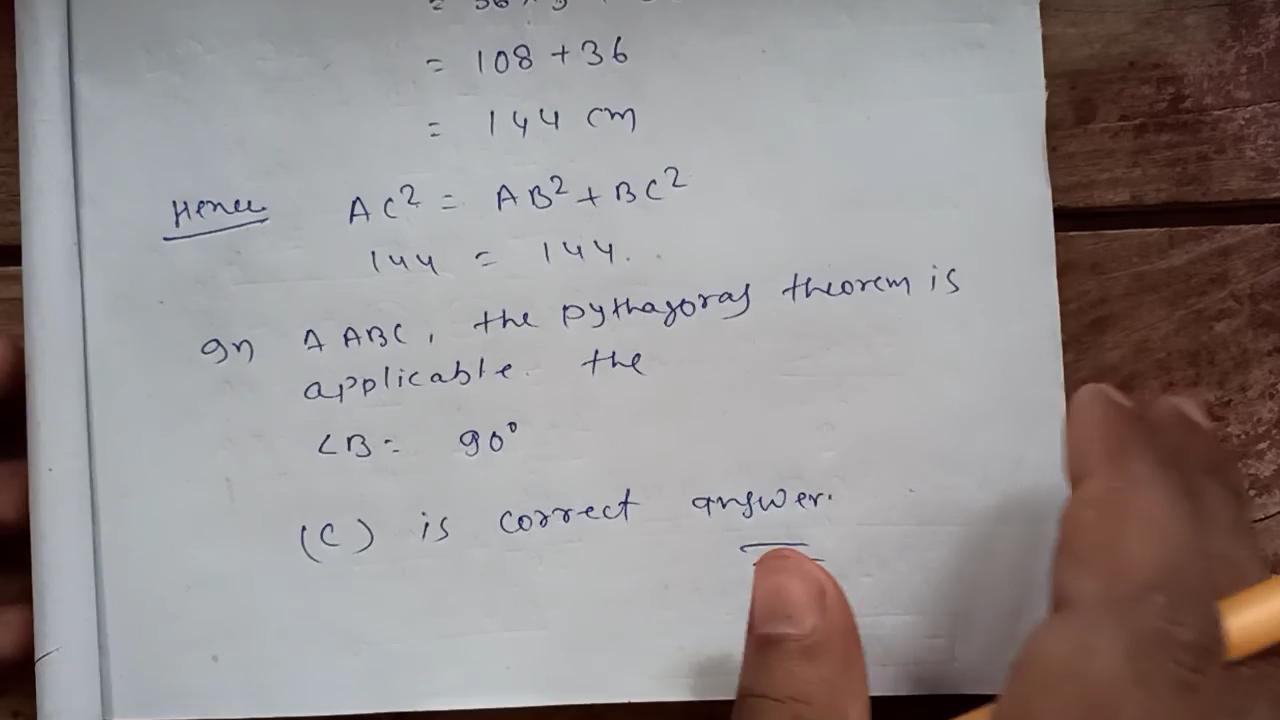 = 108 + 36
= 144 cm
Hence AC² = AB² + BC²
144 = 144.
In Δ ABC, the pythagoras theorem is
applicable. the
∠B = 90°
(C) is correct answer.